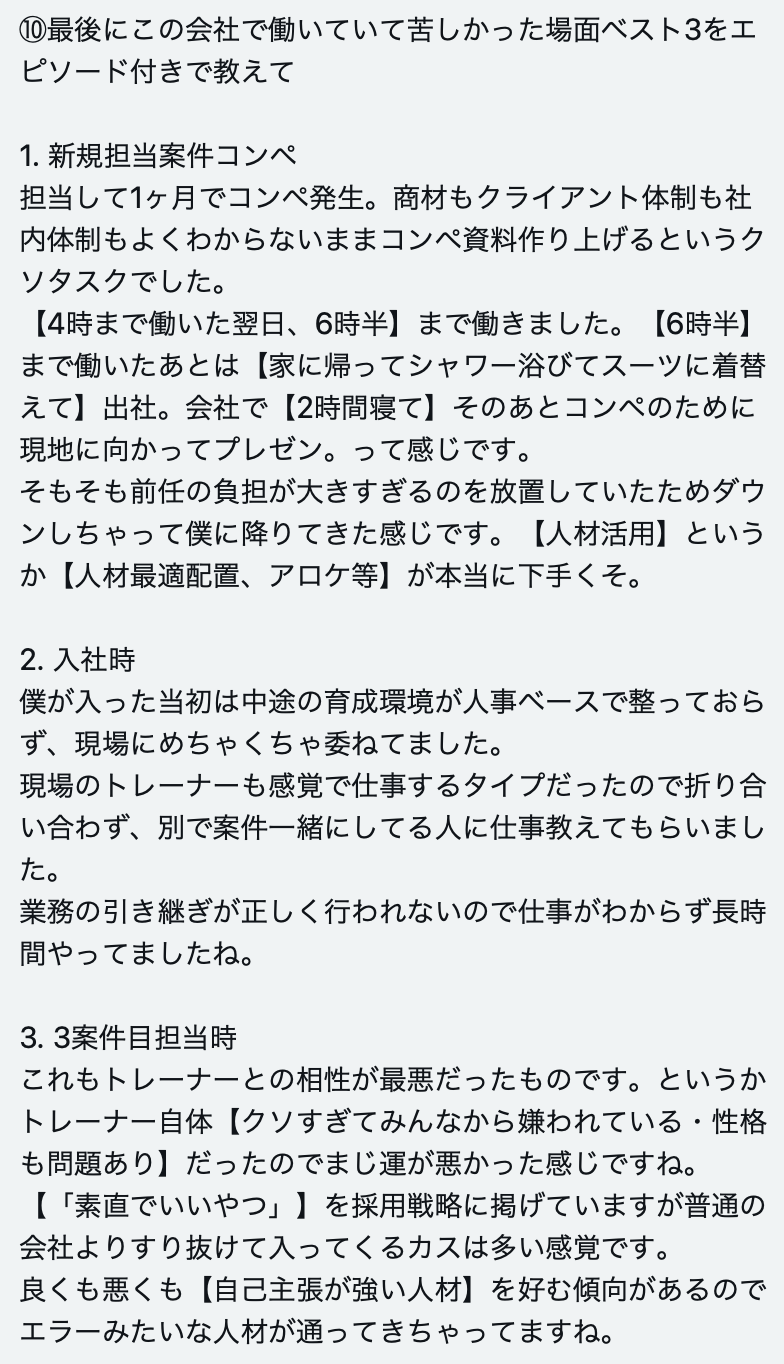 ⑩最後にこの会社で働いていて苦しかった場面ベスト3をエ
ピソード付きで教えて
1. 新規担当案件コンペ
担当して1ヶ月でコンペ発生。商材もクライアント体制も社
内体制もよくわからないままコンペ資料作り上げるというク
ソタスクでした。
【4時まで働いた翌日、6時半】まで働きました。【6時半】
まで働いたあとは【家に帰ってシャワー浴びてスーツに着替
えて】出社。会社で【2時間寝て】そのあとコンペのために
現地に向かってプレゼン。って感じです。
そもそも前任の負担が大きすぎるのを放置していたためダウ
ンしちゃって僕に降りてきた感じです。【人材活用】という
か【人材最適配置、アロケ等】が本当に下手くそ。
2. 入社時
僕が入った当初は中途の育成環境が人事ベースで整っておら
ず、現場にめちゃくちゃ委ねてました。
現場のトレーナーも感覚で仕事するタイプだったので折り合
い合わず、別で案件一緒にしてる人に仕事教えてもらいまし
た。
業務の引き継ぎが正しく行われないので仕事がわからず長時
間やってましたね。
3. 3案件目担当時
これもトレーナーとの相性が最悪だったものです。というか
トレーナー自体【クソすぎてみんなから嫌われている・性格
も問題あり】だったのでまじ運が悪かった感じですね。
【「素直でいいやつ」】を採用戦略に掲げていますが普通の
会社よりすり抜けて入ってくるカスは多い感覚です。
良くも悪くも【自己主張が強い人材】を好む傾向があるので
エラーみたいな人材が通ってきちゃってますね。